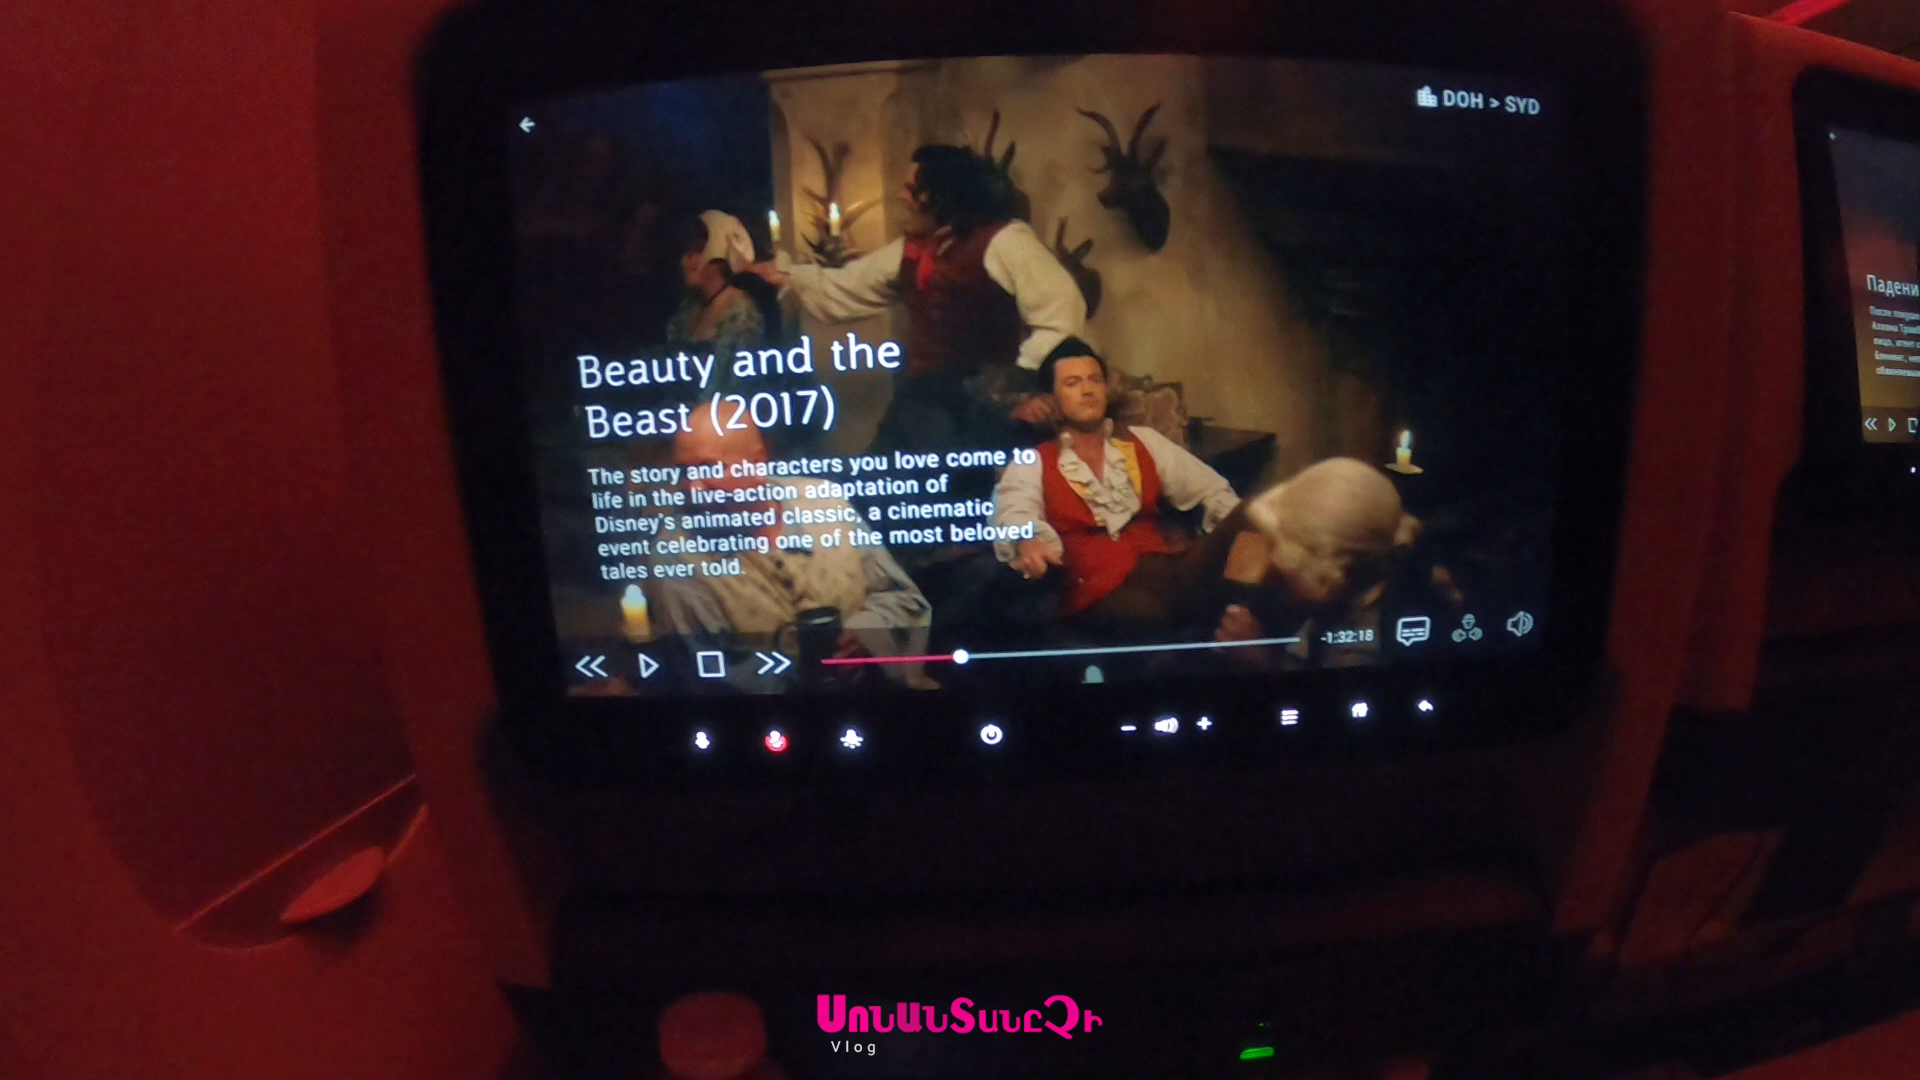 DOH > SYD
Beauty and the
Beast (2017)
The story and characters you love come to
life in the live-action adaptation of
Disney's animated classic, a cinematic
event celebrating one of the most beloved
tales ever told.
-1:32:18
Падени
После
ԱՌՆԱՆՏԱՆԸՉԻ
Vlog